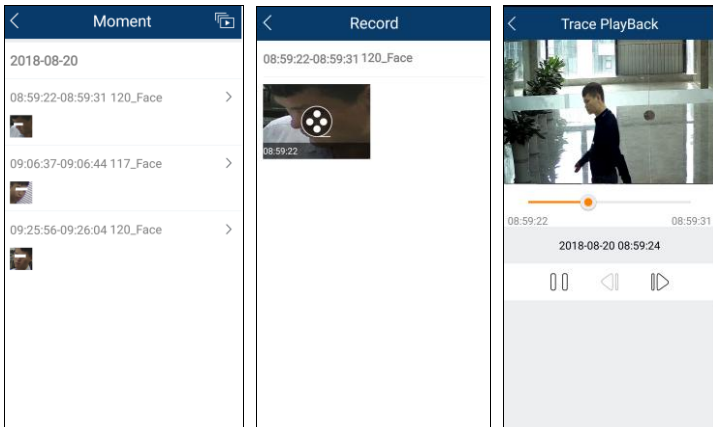 Moment
2018-08-20
08:59:22-08:59:31 120_Face
09:06:37-09:06:44 117_Face
09:25:56-09:26:04 120_Face
Record
08:59:22-08:59:31 120_Face
08:59:22
Trace PlayBack
08:59:22 08:59:31
2018-08-20 08:59:24